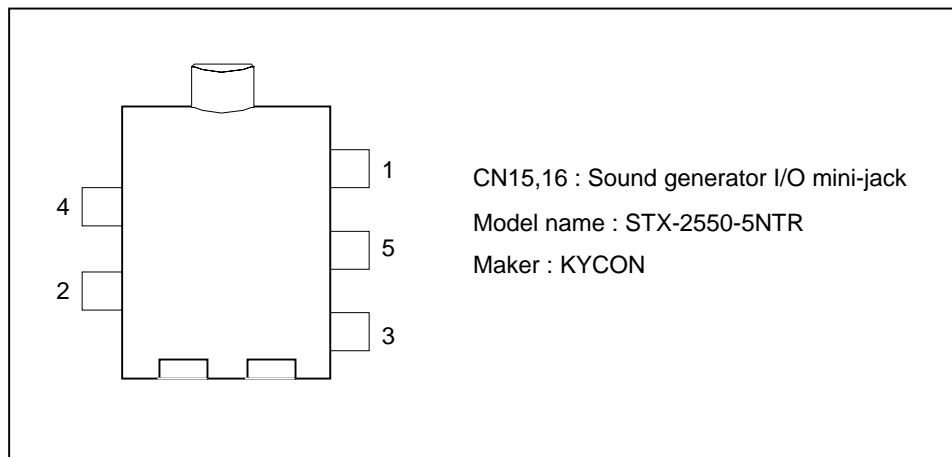 1
4
5
2
3
CN15,16 : Sound generator I/O mini-jack
Model name : STX-2550-5NTR
Maker : KYCON